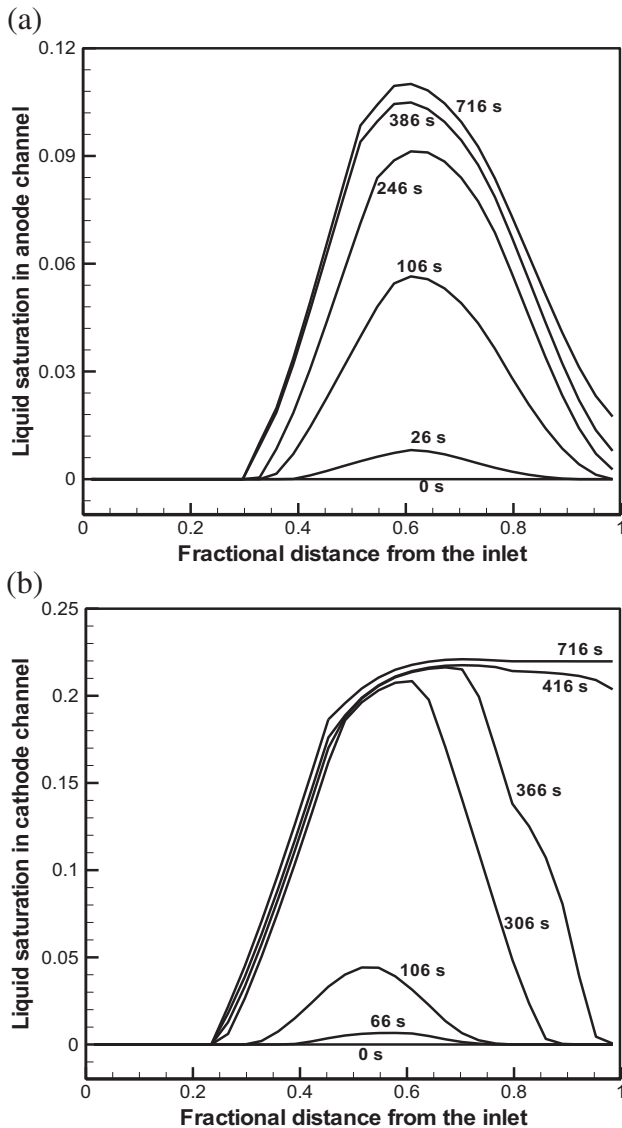 (a)
0.12
0.09
0.06
0.03
0
Liquid saturation in anode channel
716 s
386 s
246 s
106 s
26 s
0 s
0 0.2 0.4 0.6 0.8 1
Fractional distance from the inlet
(b)
0.25
0.2
0.15
0.1
0.05
0
Liquid saturation in cathode channel
716 s
416 s
366 s
306 s
106 s
66 s
0 s
0 0.2 0.4 0.6 0.8 1
Fractional distance from the inlet